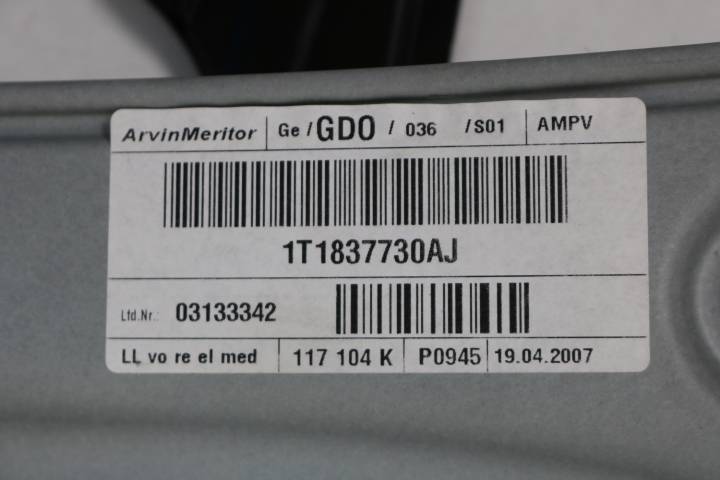 ArvinMeritor Ge / GDO / 036 /S01 AMPV
1T1837730AJ
Lfd.Nr.: 03133342
LL vo re el med 117 104 K P0945 19.04.2007